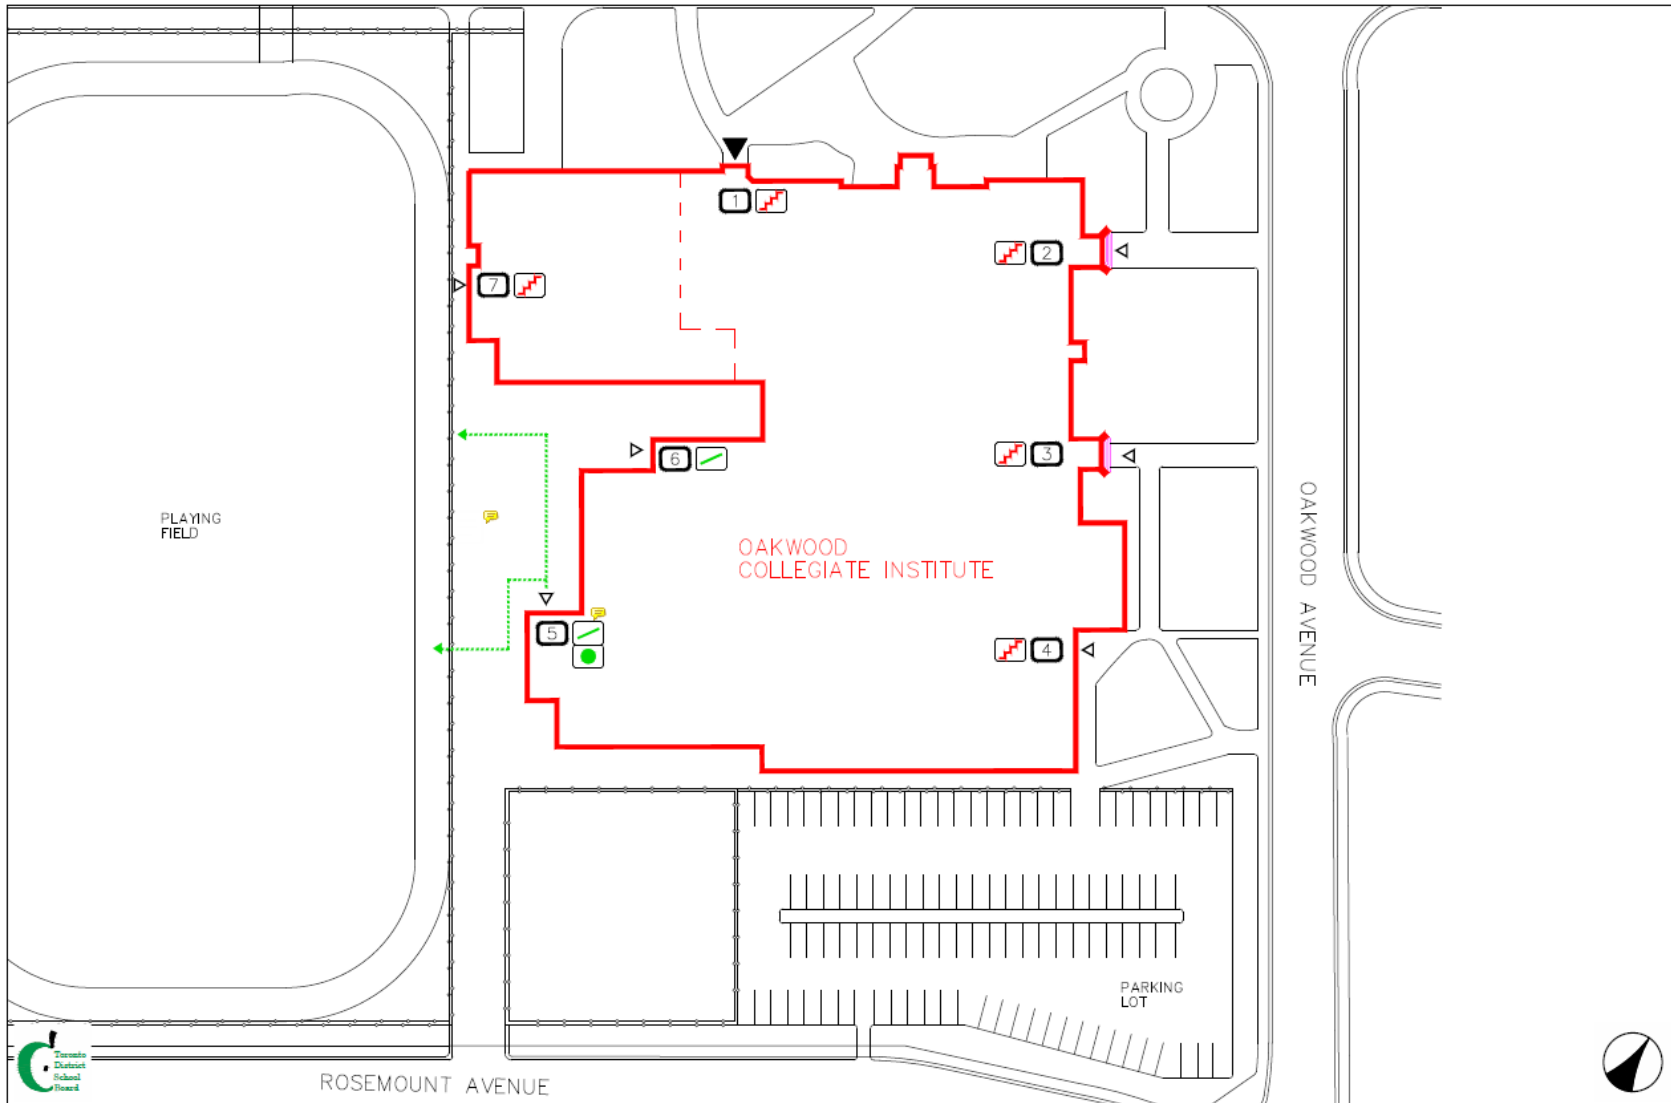 1
2
7
3
6
PLAYING
FIELD
OAKWOOD
COLLEGIATE INSTITUTE
OAKWOOD AVENUE
5
4
PARKING
LOT
Toronto
District
School
Board
ROSEMOUNT AVENUE